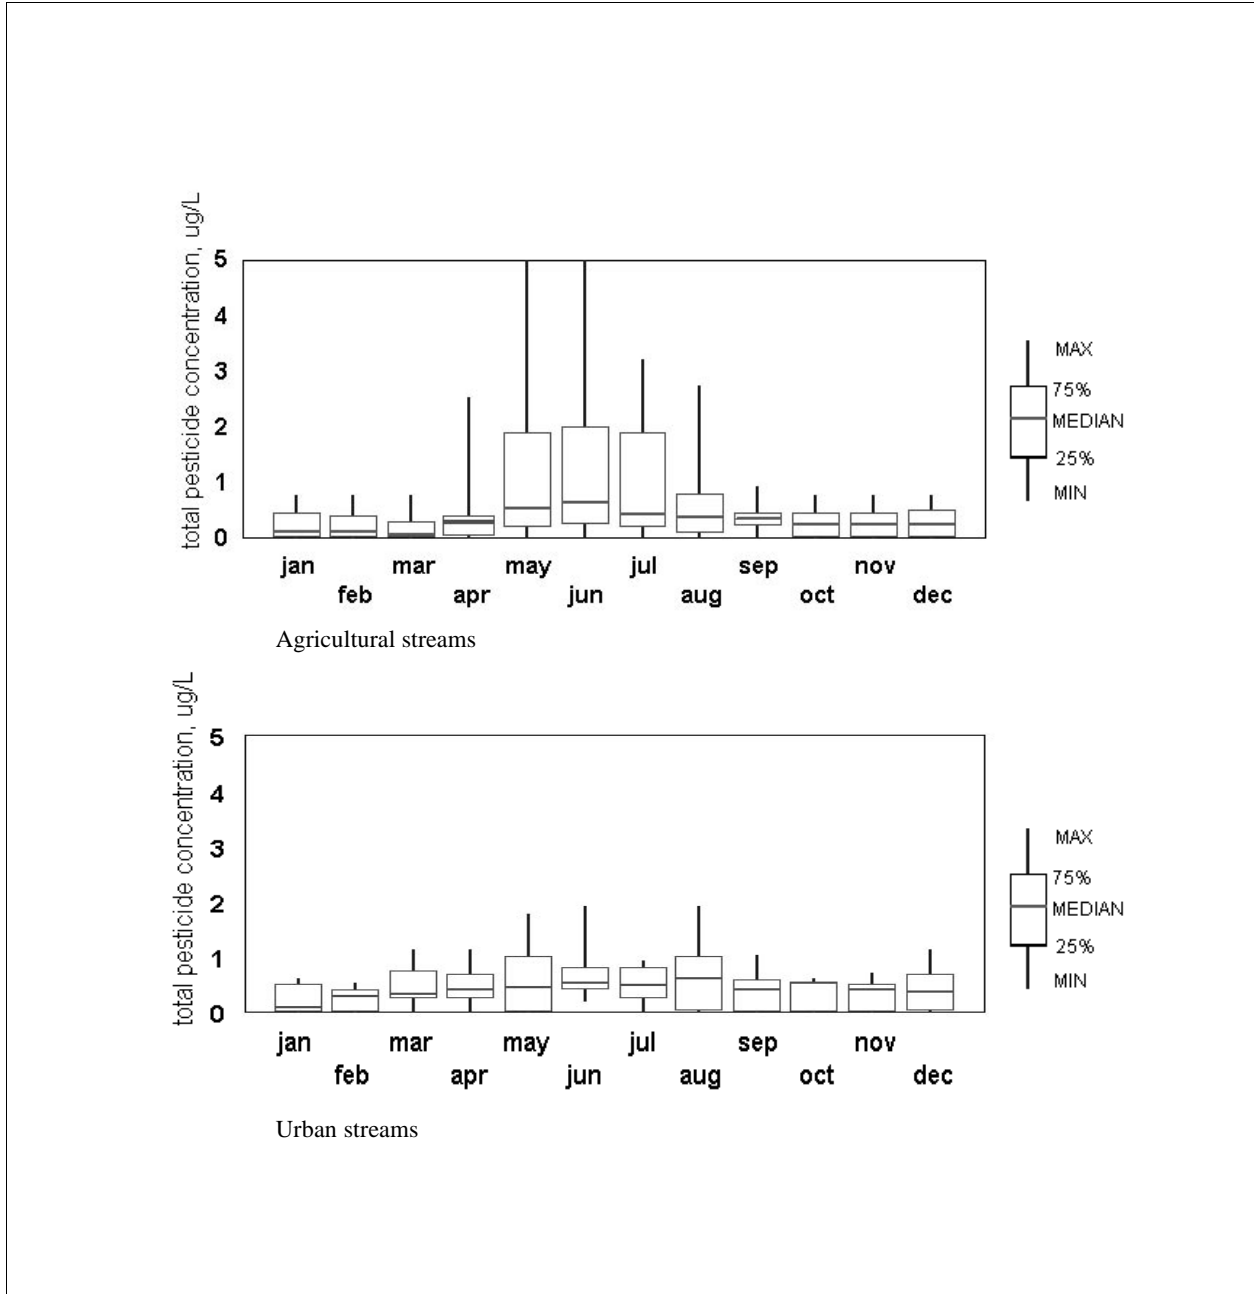 total pesticide concentration, ug/L
5
4
3
2
1
0
MAX
75%
MEDIAN
25%
MIN
jan mar may jul sep nov
feb apr jun aug oct dec
Agricultural streams
total pesticide concentration, ug/L
5
4
3
2
1
0
MAX
75%
MEDIAN
25%
MIN
jan mar may jul sep nov
feb apr jun aug oct dec
Urban streams